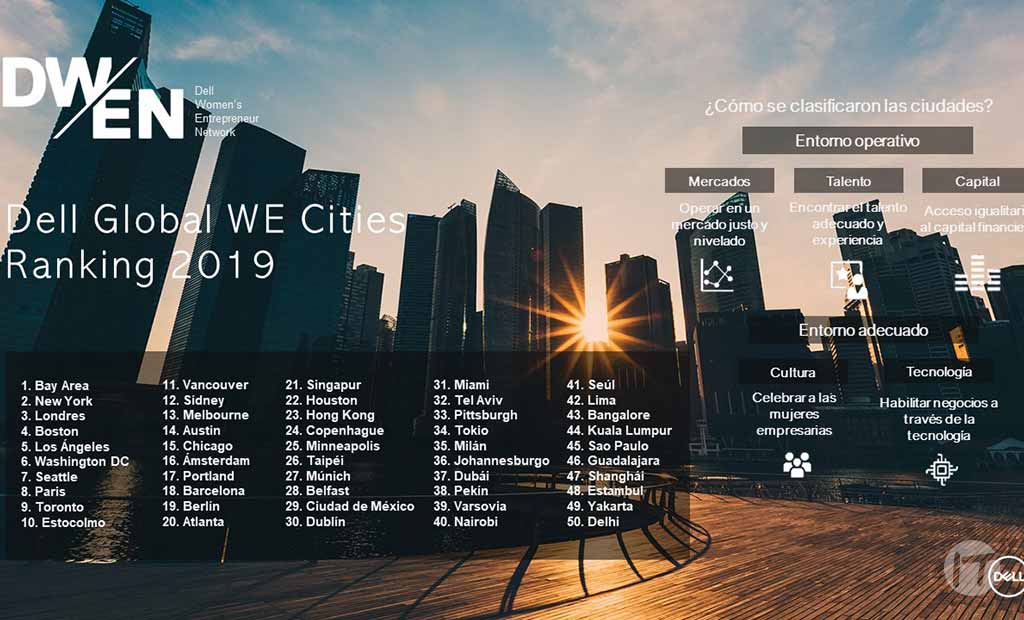 DWEN
Dell
Women's
Entrepreneur
Network
Dell Global WE Cities
Ranking 2019
1. Bay Area
2. New York
3. Londres
4. Boston
5. Los Ángeles
6. Washington DC
7. Seattle
8. Paris
9. Toronto
10. Estocolmo
11. Vancouver
12. Sidney
13. Melbourne
14. Austin
15. Chicago
16. Ámsterdam
17. Portland
18. Barcelona
19. Berlín
20. Atlanta
21. Singapur
22. Houston
23. Hong Kong
24. Copenhague
25. Minneapolis
26. Taipéi
27. Múnich
28. Belfast
29. Ciudad de México
30. Dublín
31. Miami
32. Tel Aviv
33. Pittsburgh
34. Tokio
35. Milán
36. Johannesburgo
37. Dubái
38. Pekín
39. Varsovia
40. Nairobi
41. Seúl
42. Lima
43. Bangalore
44. Kuala Lumpur
45. Sao Paulo
46. Guadalajara
47. Shanghái
48. Estambul
49. Yakarta
50. Delhi
¿Cómo se clasificaron las ciudades?
Entorno operativo
Mercados
Operar en un
mercado justo y
nivelado
Talento
Encontrar el talento
adecuado y
experiencia
Capital
Acceso igualitari
al capital financie
Entorno adecuado
Cultura
Celebrar a las
mujeres
empresarias
Tecnología
Habilitar negocios a
través de la
tecnología
DELL